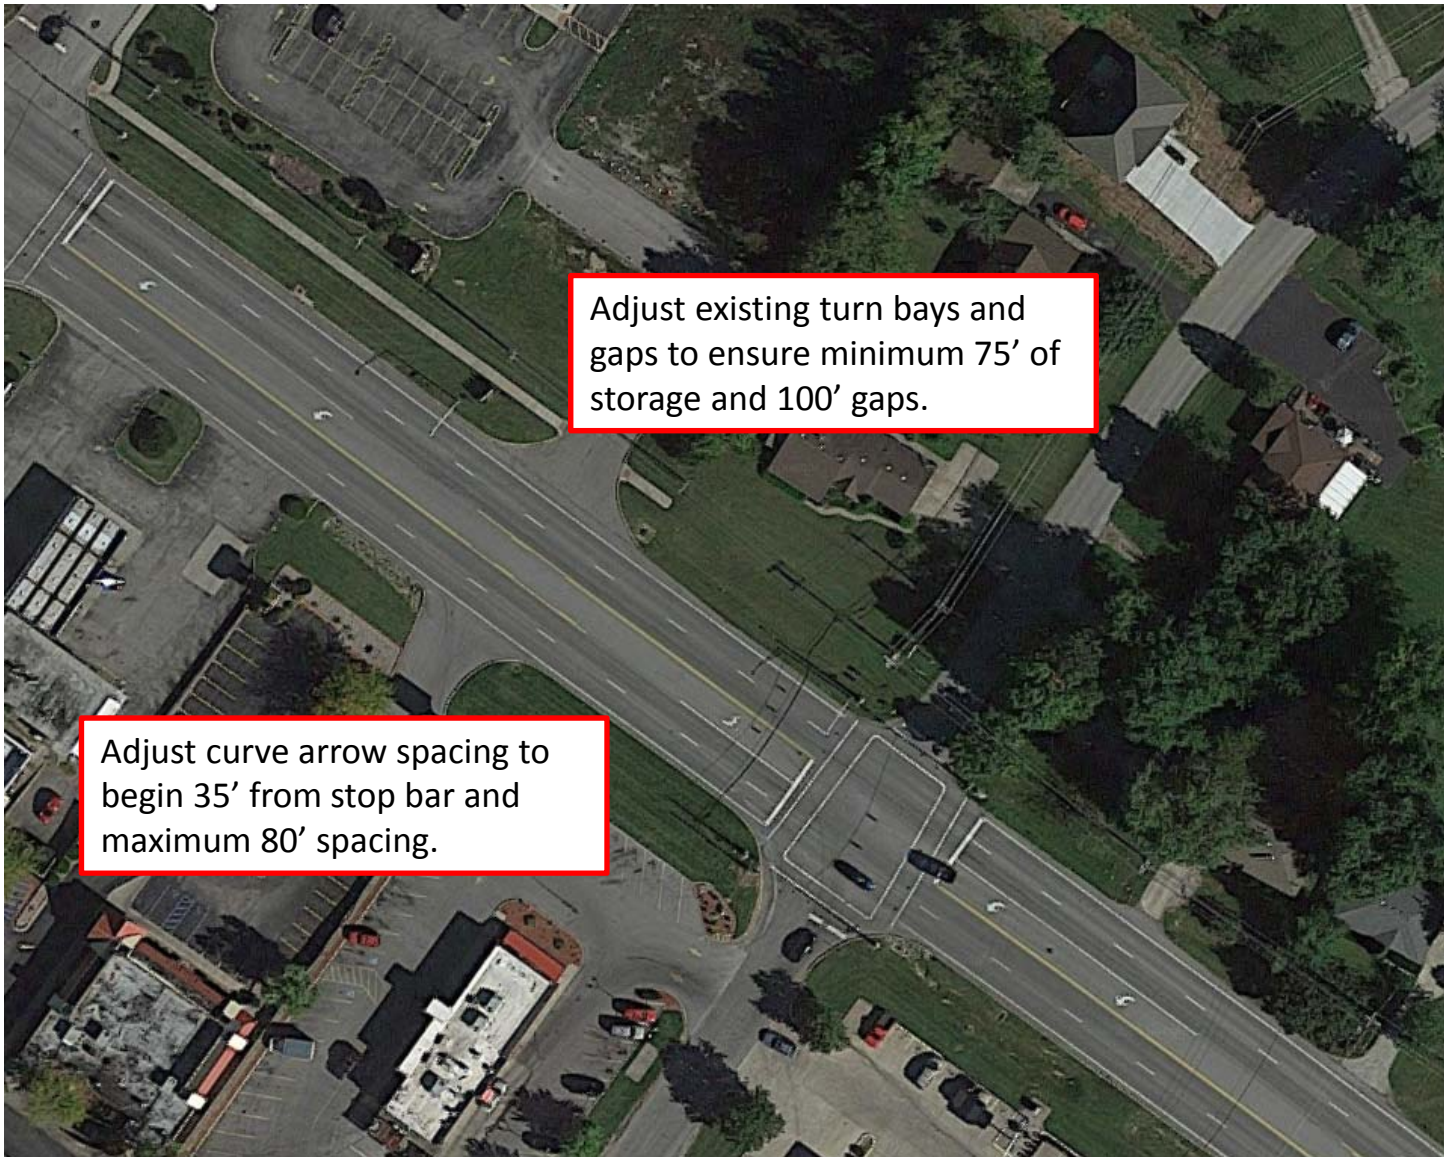 Adjust existing turn bays and
gaps to ensure minimum 75’ of
storage and 100’ gaps.
Adjust curve arrow spacing to
begin 35’ from stop bar and
maximum 80’ spacing.